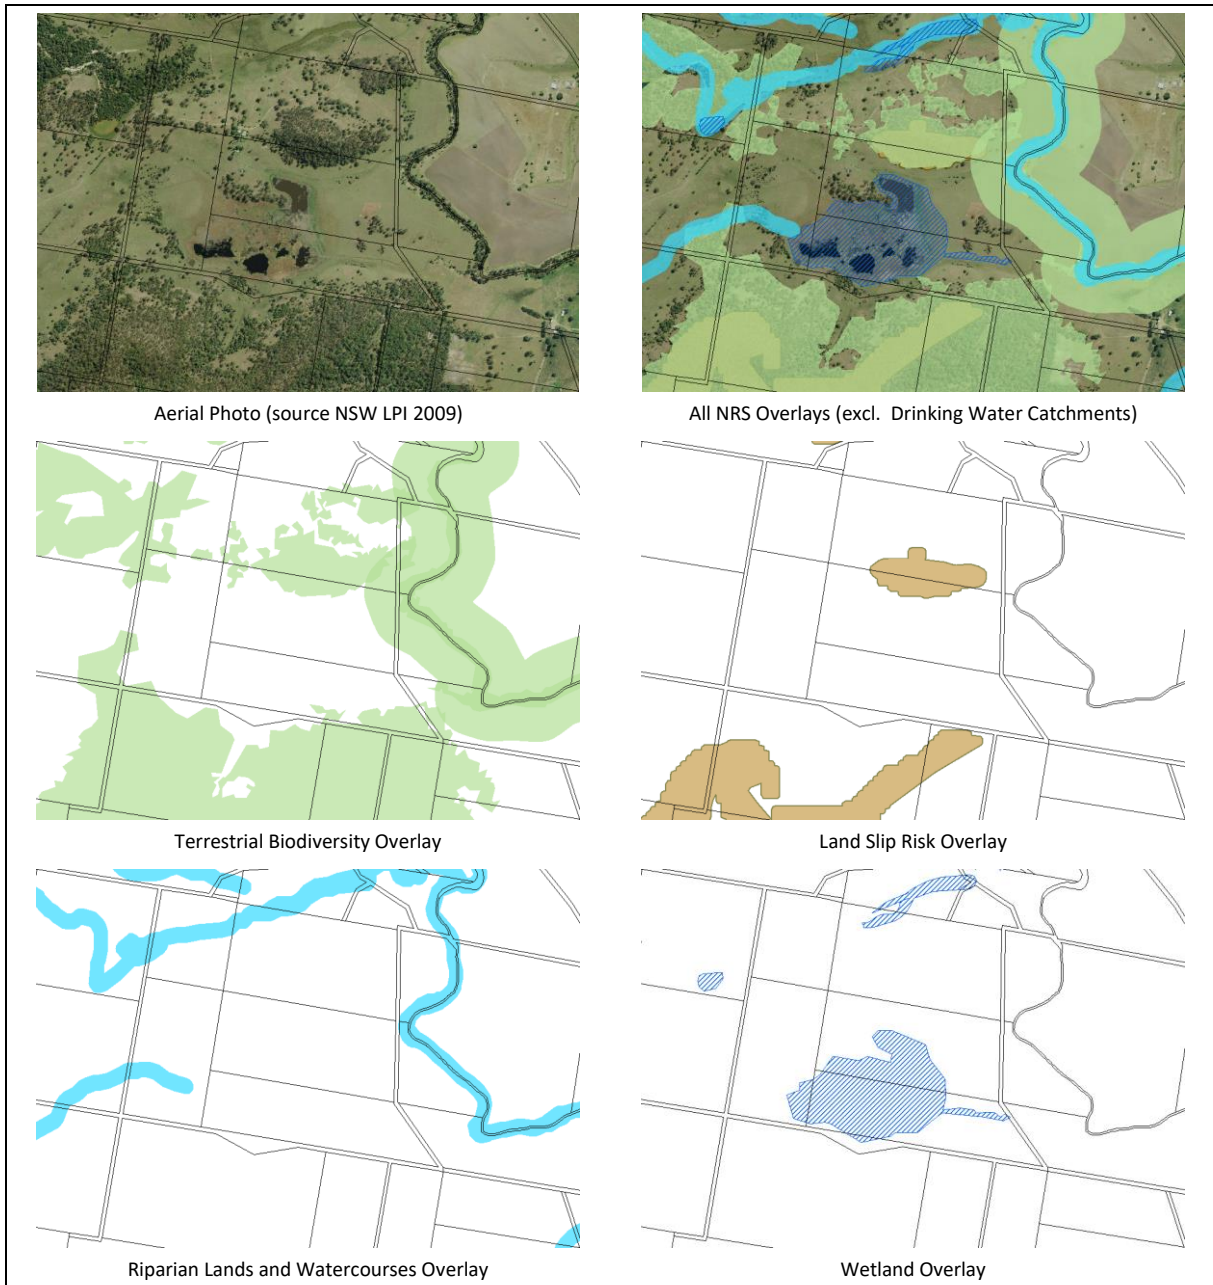 Aerial Photo (source NSW LPI 2009)
All NRS Overlays (excl.  Drinking Water Catchments)
Terrestrial Biodiversity Overlay
Land Slip Risk Overlay
Riparian Lands and Watercourses Overlay
Wetland Overlay